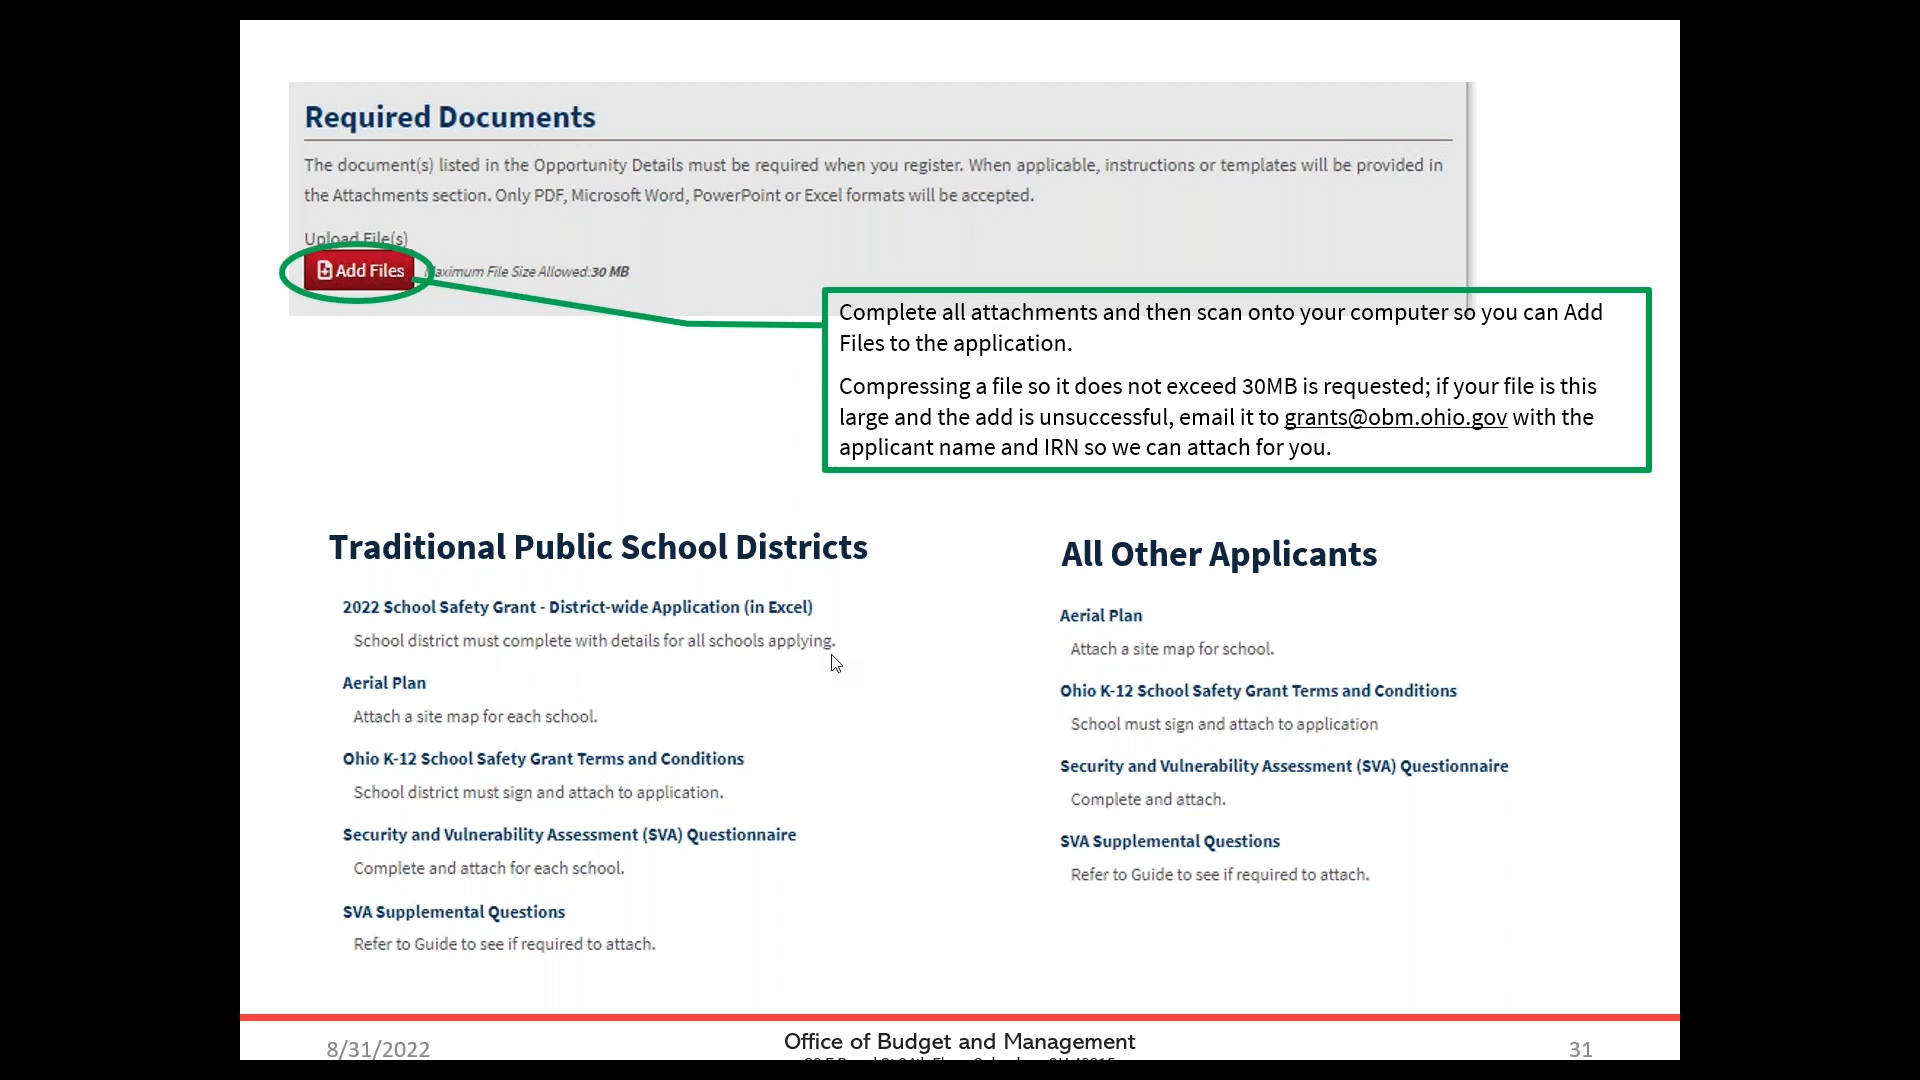 Required Documents
The document(s) listed in the Opportunity Details must be required when you register. When applicable, instructions or templates will be provided in
the Attachments section. Only PDF, Microsoft Word, PowerPoint or Excel formats will be accepted.
Upload File(s)
Add Files
Maximum File Size Allowed:30 MB
Complete all attachments and then scan onto your computer so you can Add
Files to the application.
Compressing a file so it does not exceed 30MB is requested; if your file is this
large and the add is unsuccessful, email it to grants@obm.ohio.gov with the
applicant name and IRN so we can attach for you.
Traditional Public School Districts
2022 School Safety Grant - District-wide Application (in Excel)
School district must complete with details for all schools applying.
Aerial Plan
Attach a site map for each school.
Ohio K-12 School Safety Grant Terms and Conditions
School district must sign and attach to application.
Security and Vulnerability Assessment (SVA) Questionnaire
Complete and attach for each school.
SVA Supplemental Questions
Refer to Guide to see if required to attach.
All Other Applicants
Aerial Plan
Attach a site map for school.
Ohio K-12 School Safety Grant Terms and Conditions
School must sign and attach to application
Security and Vulnerability Assessment (SVA) Questionnaire
Complete and attach.
SVA Supplemental Questions
Refer to Guide to see if required to attach.
8/31/2022
Office of Budget and Management
31